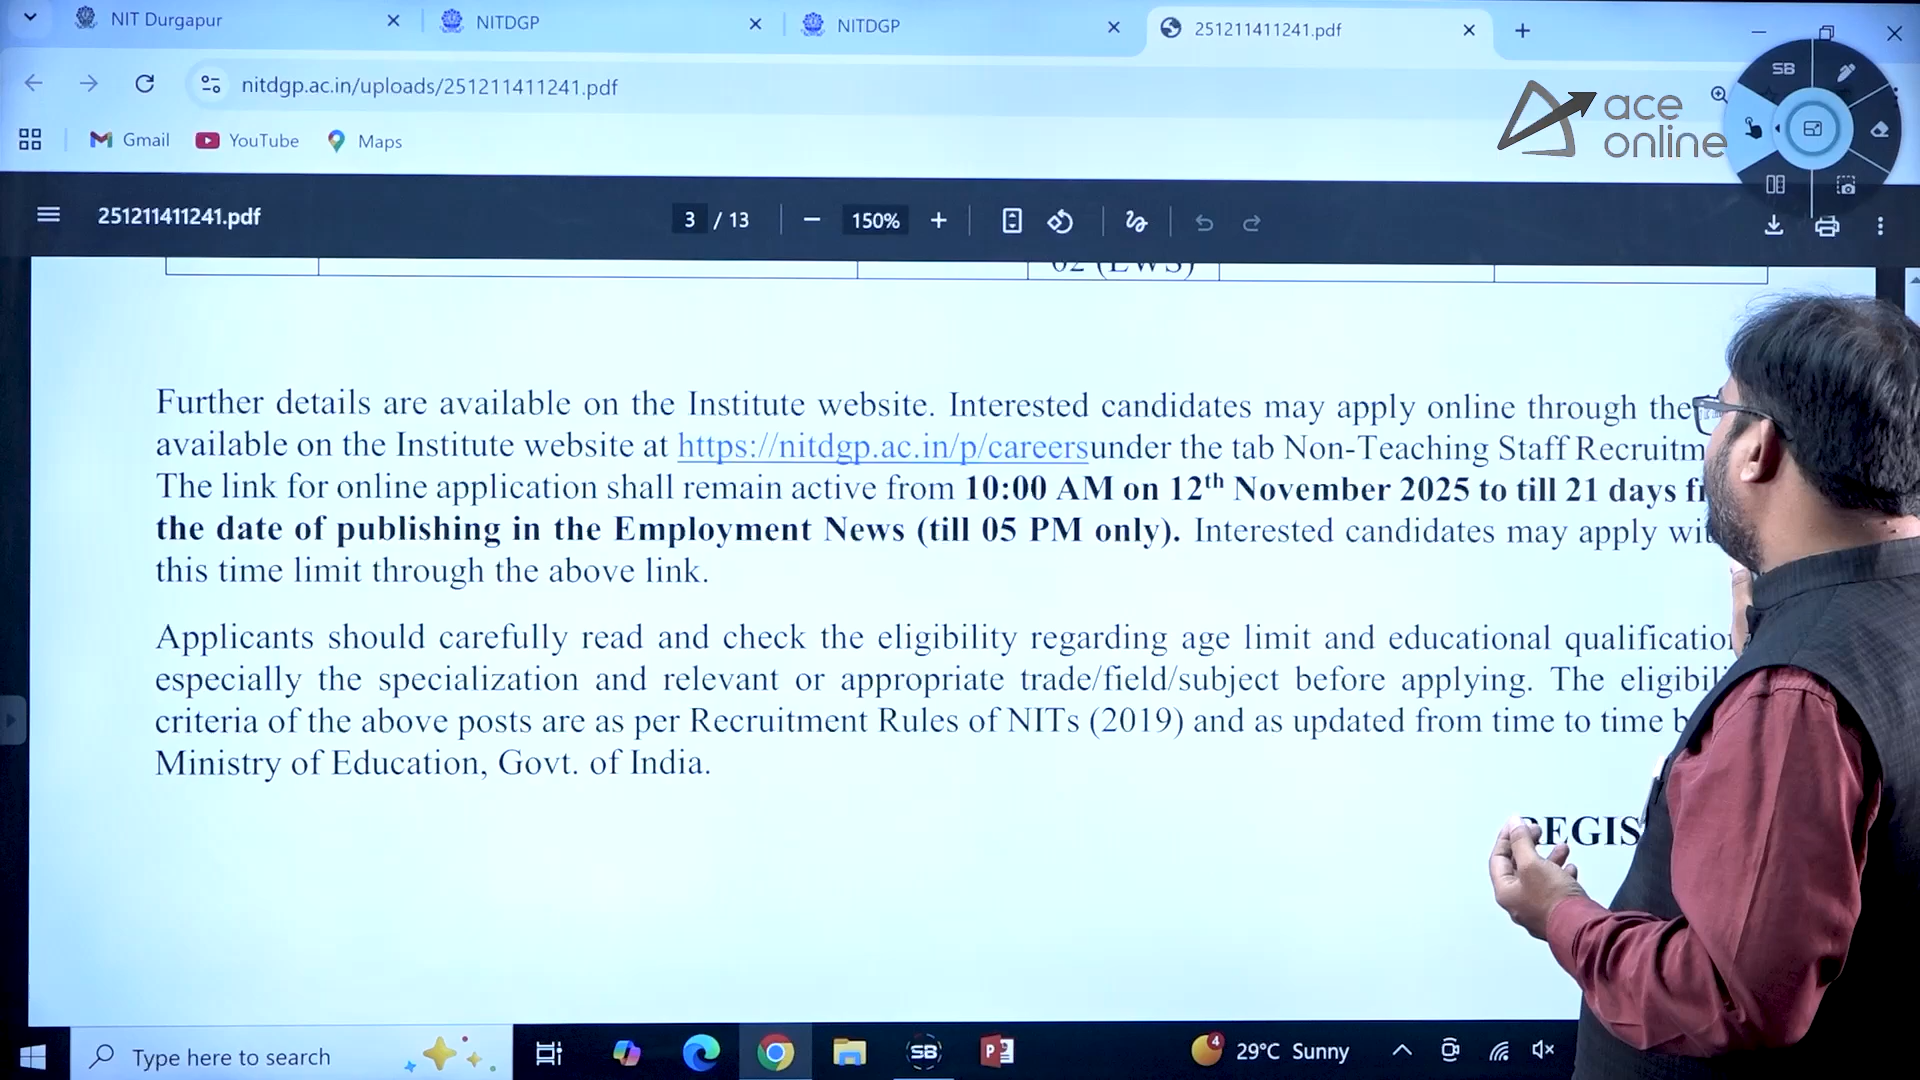 NIT Durgapur
NITDGP
NITDGP
251211411241.pdf
nitdgp.ac.in/uploads/251211411241.pdf
SB
ace
online
Gmail
YouTube
Maps
251211411241.pdf
3 / 13
150%
02 (EWS)
Further details are available on the Institute website. Interested candidates may apply online through the
available on the Institute website at https://nitdgp.ac.in/p/careersunder the tab Non-Teaching Staff Recruitm
The link for online application shall remain active from 10:00 AM on 12th November 2025 to till 21 days f
the date of publishing in the Employment News (till 05 PM only). Interested candidates may apply wi
this time limit through the above link.
Applicants should carefully read and check the eligibility regarding age limit and educational qualification
especially the specialization and relevant or appropriate trade/field/subject before applying. The eligibili
criteria of the above posts are as per Recruitment Rules of NITs (2019) and as updated from time to time b
Ministry of Education, Govt. of India.
REGIS
Type here to search
SB
P
4
29°C Sunny